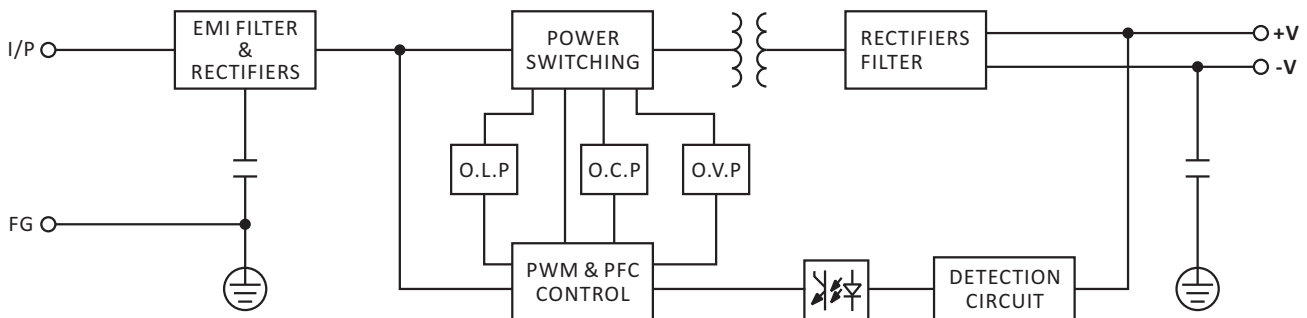 I/P
EMI FILTER
&
RECTIFIERS
POWER
SWITCHING
RECTIFIERS
FILTER
+V
-V
O.L.P
O.C.P
O.V.P
FG
PWM & PFC
CONTROL
DETECTION
CIRCUIT